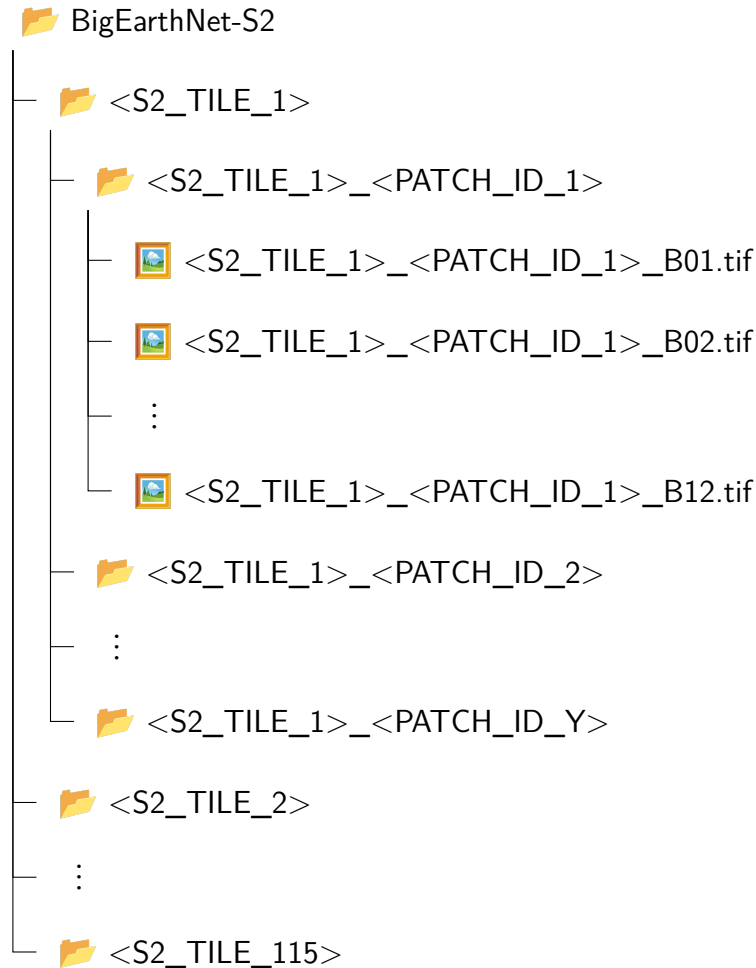 BigEarthNet-S2
<S2_TILE_1>
<S2_TILE_1>_<PATCH_ID_1>
<S2_TILE_1>_<PATCH_ID_1>_B01.tif
<S2_TILE_1>_<PATCH_ID_1>_B02.tif
⋮
<S2_TILE_1>_<PATCH_ID_1>_B12.tif
<S2_TILE_1>_<PATCH_ID_2>
⋮
<S2_TILE_1>_<PATCH_ID_Y>
<S2_TILE_2>
⋮
<S2_TILE_115>